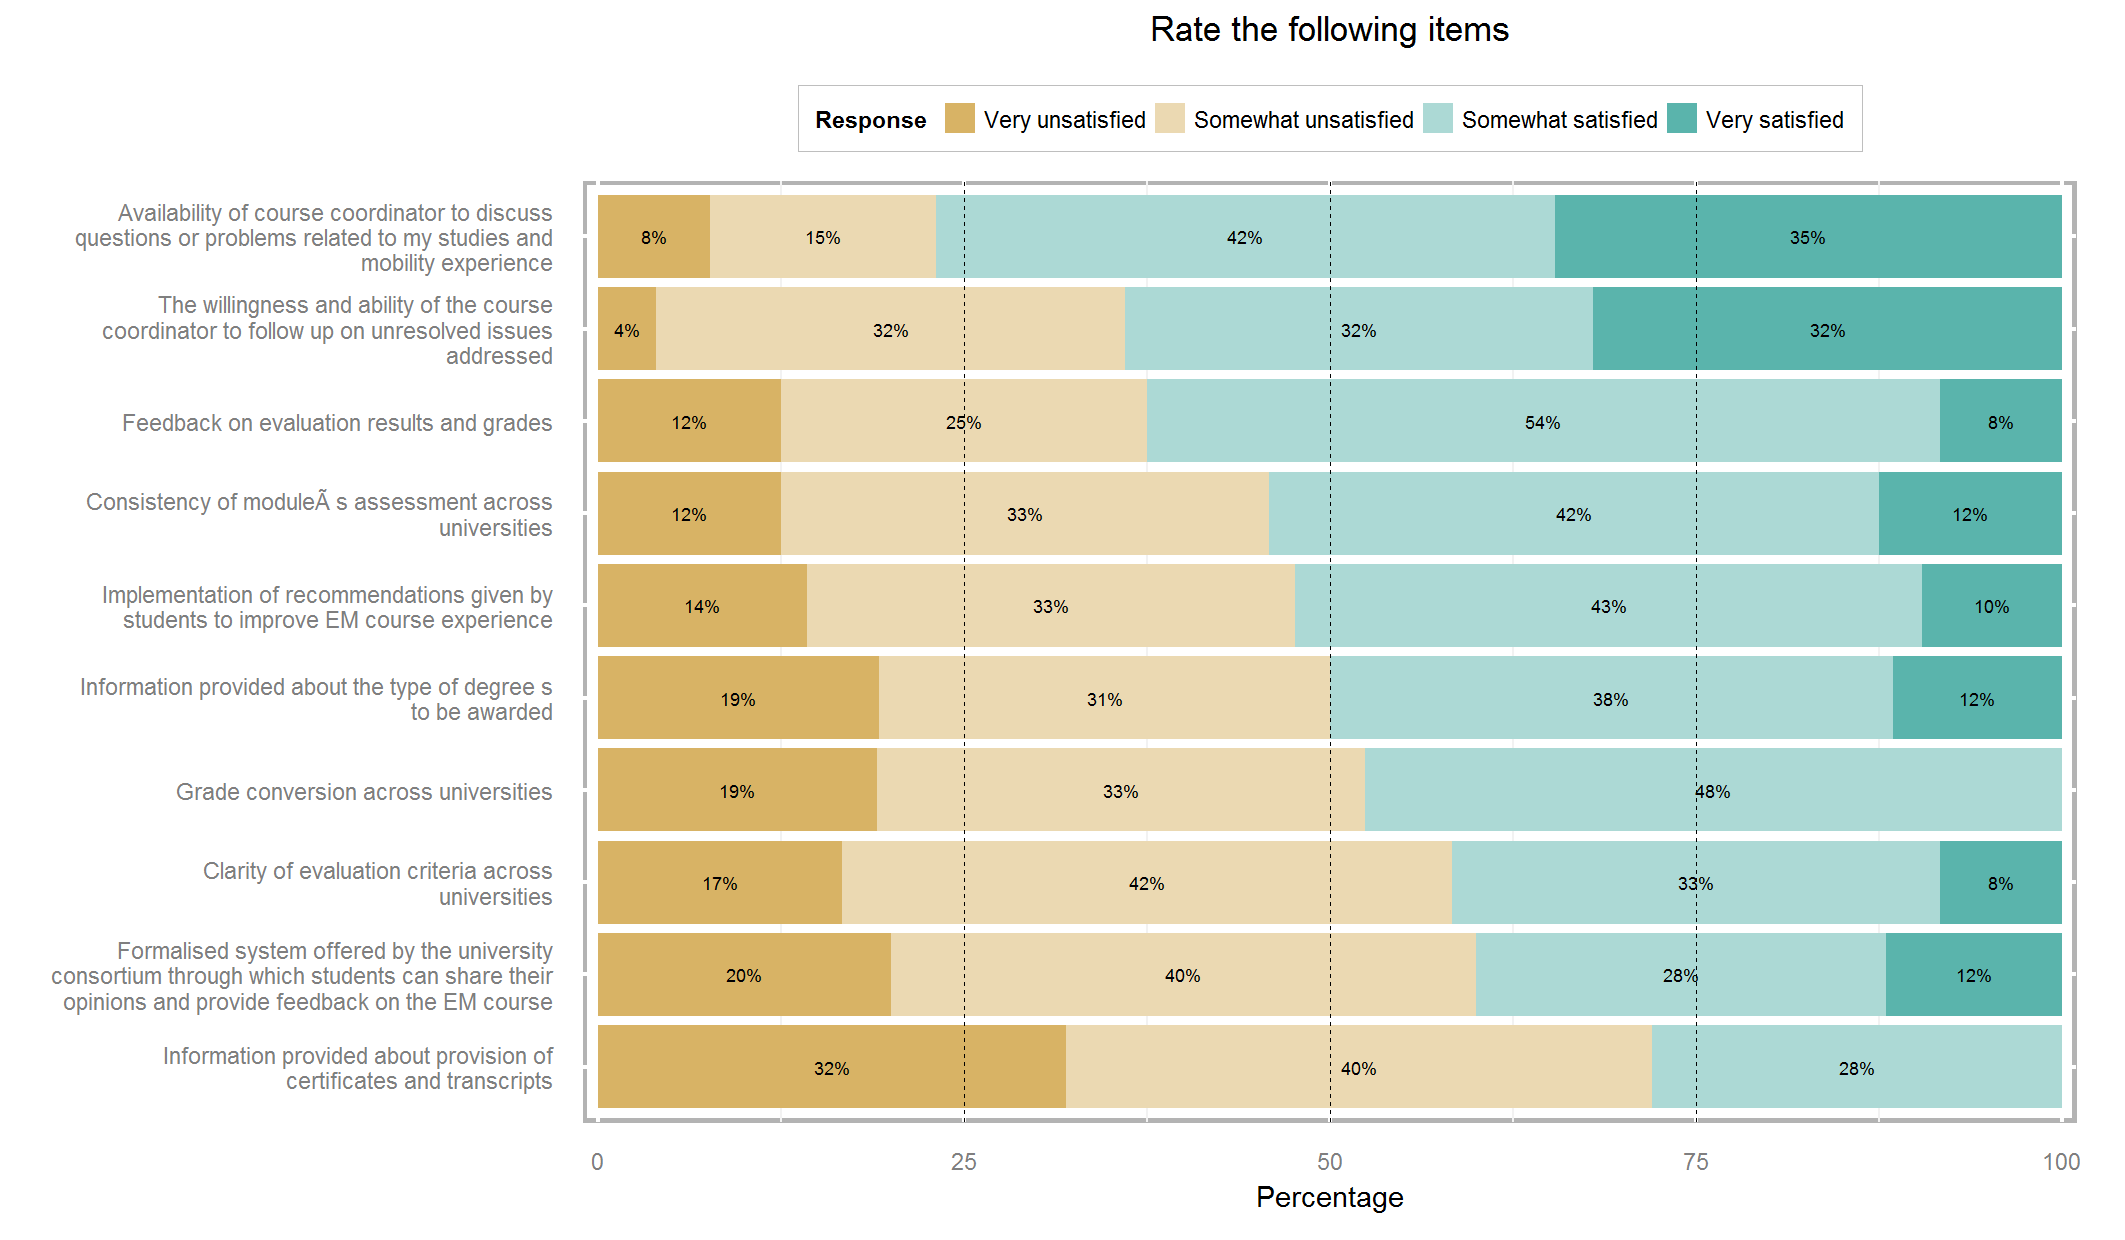 Rate the following items
Response Very unsatisfied Somewhat unsatisfied Somewhat satisfied Very satisfied
Availability of course coordinator to discuss
questions or problems related to my studies and
mobility experience
8% 15% 42% 35%
The willingness and ability of the course
coordinator to follow up on unresolved issues
addressed
4% 32% 32% 32%
Feedback on evaluation results and grades
12% 25% 54% 8%
Consistency of moduleÃ s assessment across
universities
12% 33% 42% 12%
Implementation of recommendations given by
students to improve EM course experience
14% 33% 43% 10%
Information provided about the type of degree s
to be awarded
19% 31% 38% 12%
Grade conversion across universities
19% 33% 48%
Clarity of evaluation criteria across
universities
17% 42% 33% 8%
Formalised system offered by the university
consortium through which students can share their
opinions and provide feedback on the EM course
20% 40% 28% 12%
Information provided about provision of
certificates and transcripts
32% 40% 28%
0 25 50 75 100
Percentage